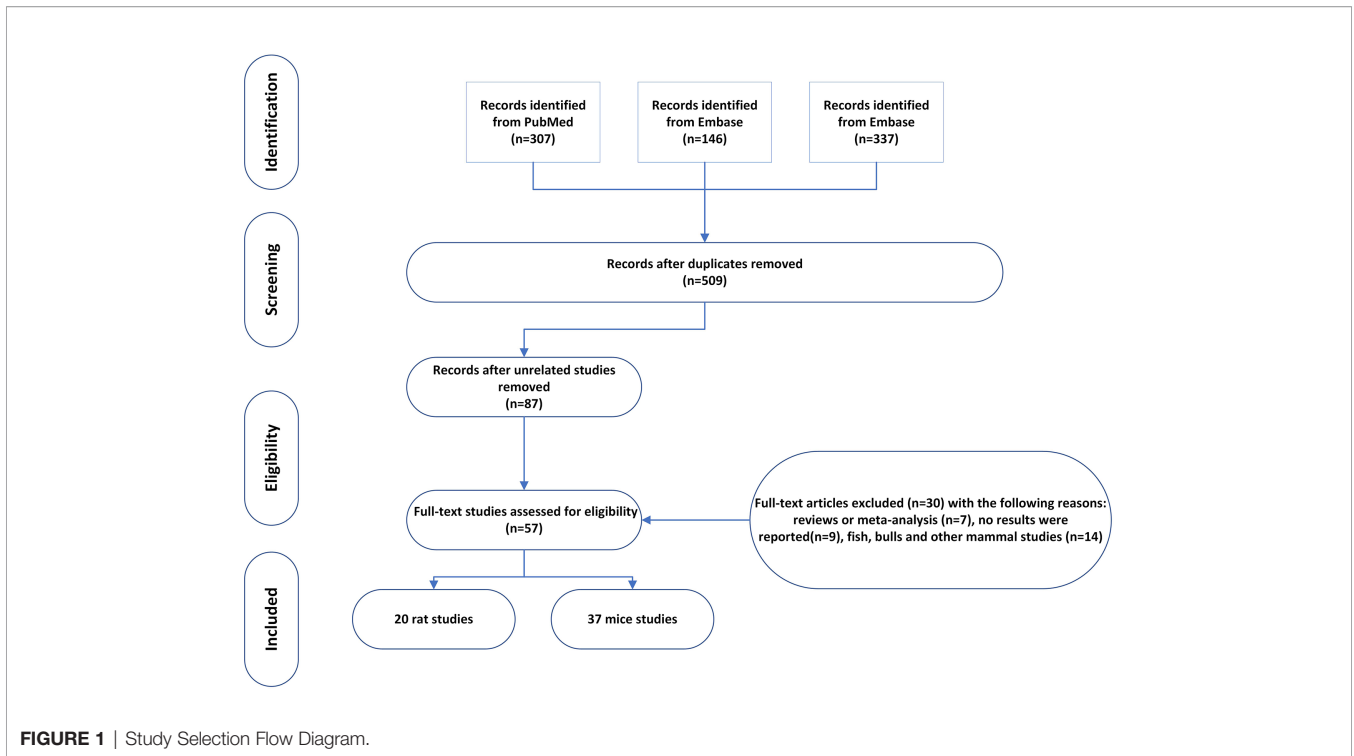 Identification
Records identified
from PubMed
(n=307)
Records identified
from Embase
(n=146)
Records identified
from Embase
(n=337)
Screening
Records after duplicates removed
(n=509)
Records after unrelated studies
removed
(n=87)
Eligibility
Full-text studies assessed for eligibility
(n=57)
Full-text articles excluded (n=30) with the following reasons:
reviews or meta-analysis (n=7), no results were
reported(n=9), fish, bulls and other mammal studies (n=14)
Included
20 rat studies
37 mice studies
FIGURE 1 | Study Selection Flow Diagram.